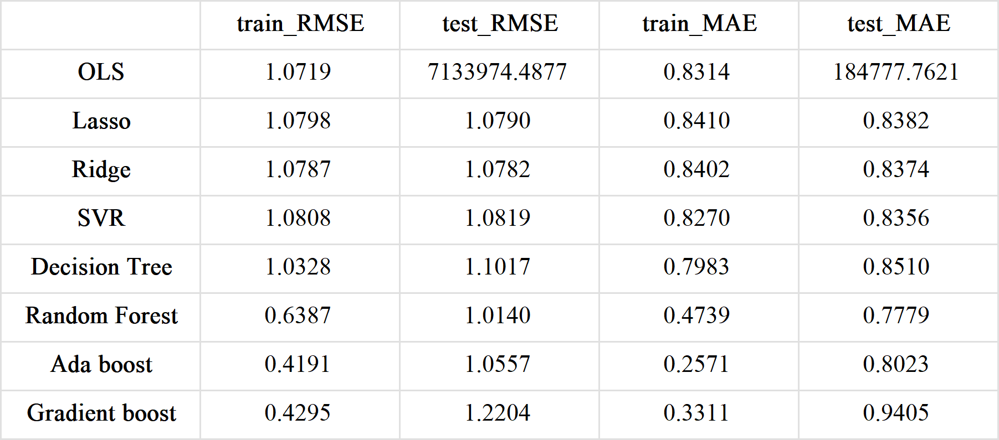 train_RMSE test_RMSE train_MAE test_MAE
OLS 1.0719 7133974.4877 0.8314 184777.7621
Lasso 1.0798 1.0790 0.8410 0.8382
Ridge 1.0787 1.0782 0.8402 0.8374
SVR 1.0808 1.0819 0.8270 0.8356
Decision Tree 1.0328 1.1017 0.7983 0.8510
Random Forest 0.6387 1.0140 0.4739 0.7779
Ada boost 0.4191 1.0557 0.2571 0.8023
Gradient boost 0.4295 1.2204 0.3311 0.9405